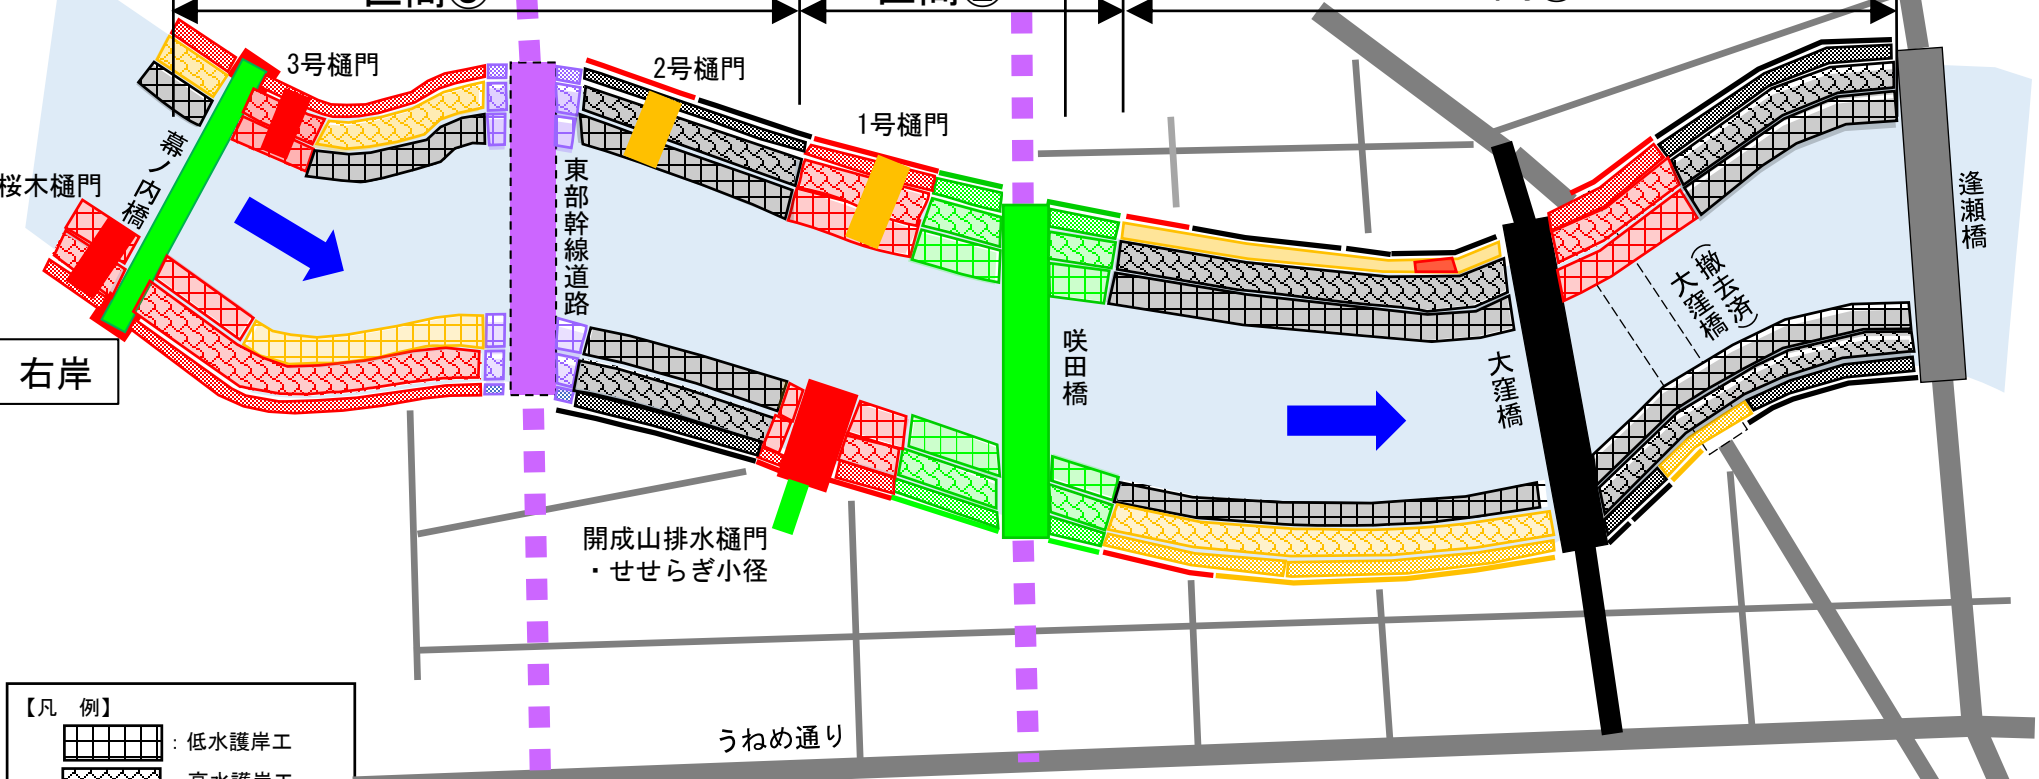 3号樋門
2号樋門
1号樋門
桜木樋門
幕ノ内橋
東部幹線道路
咲田橋
大窪橋
大窪橋
(撤去済)
逢瀬橋
右岸
開成山排水樋門
・せせらぎ小径
うねめ通り
【凡　例】
：低水護岸工